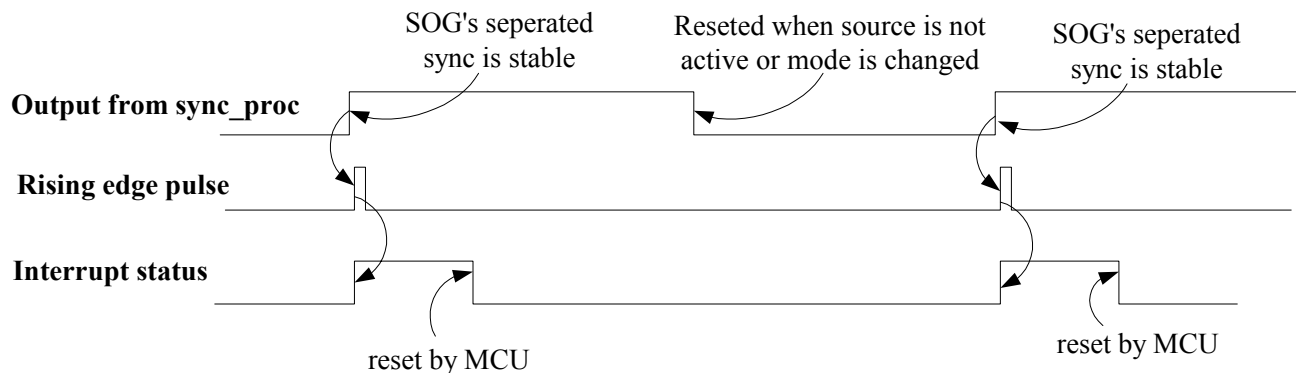 SOG's seperated
sync is stable
Reseted when source is not
active or mode is changed
SOG's seperated
sync is stable
Output from sync_proc
Rising edge pulse
Interrupt status
reset by MCU
reset by MCU